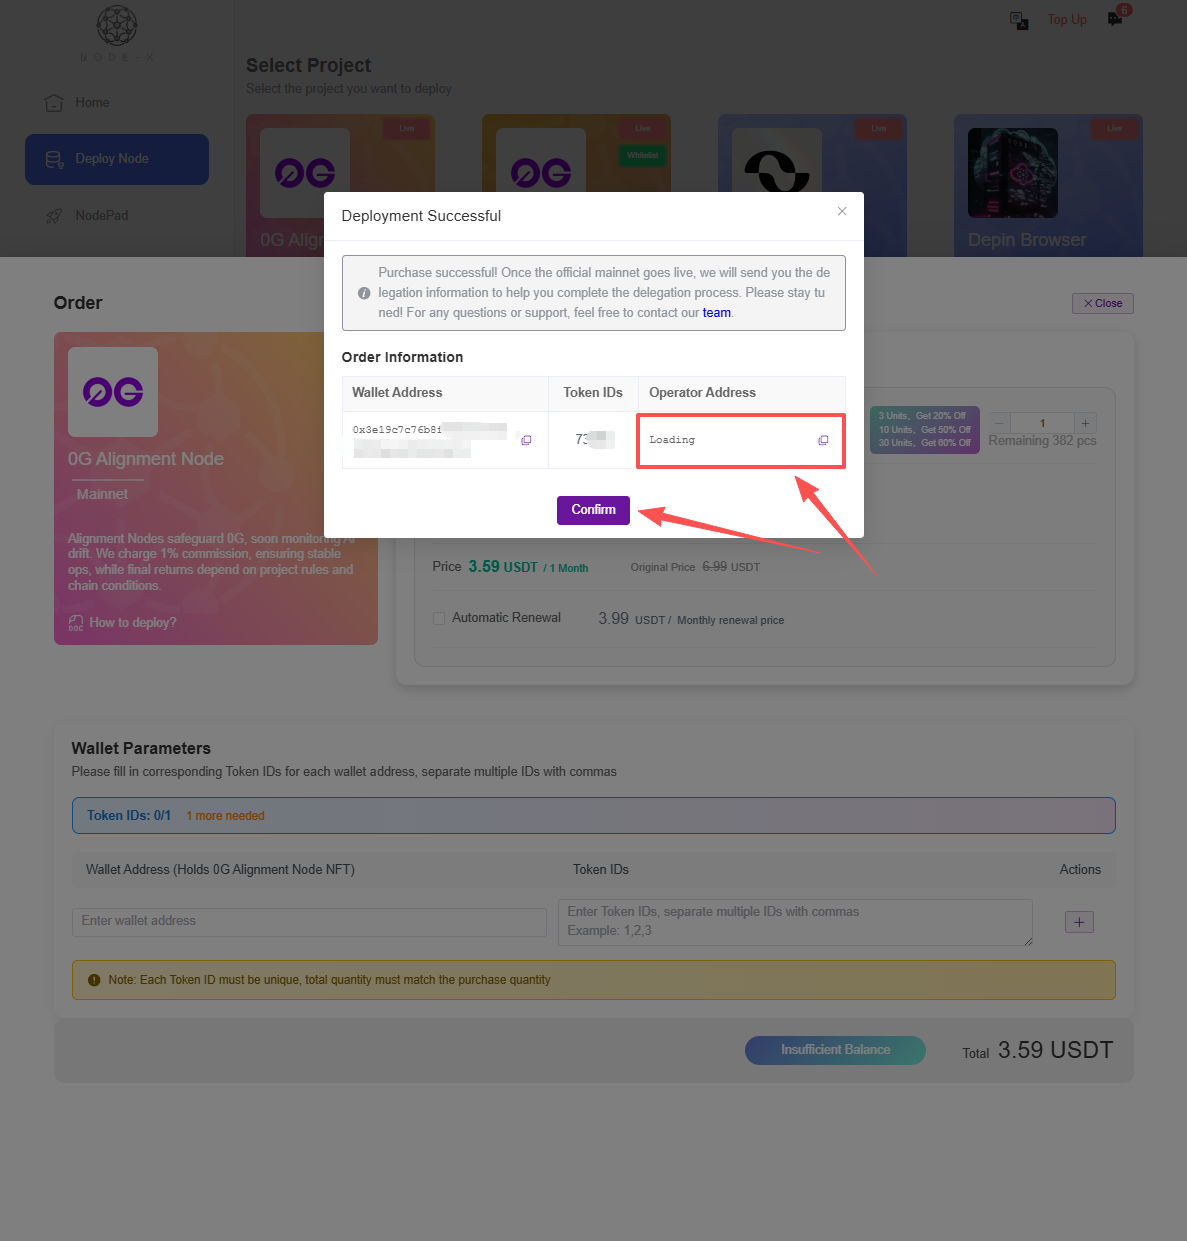 NODE-X
Top Up
6
Home
Deploy Node
NodePad
Select Project
Select the project you want to deploy
Live
Live
Whitelist
Live
Live
0G Align
Depin Browser
Deployment Successful
Purchase successful! Once the official mainnet goes live, we will send you the de
legation information to help you complete the delegation process. Please stay tu
ned! For any questions or support, feel free to contact our team.
Order Information
Wallet Address
Token IDs
Operator Address
0x3e19c7c76b81
73
Loading
Confirm
Order
Close
0G
0G Alignment Node
Mainnet
Alignment Nodes safeguard 0G, soon monitoring AI
drift. We charge 1% commission, ensuring stable
ops, while final returns depend on project rules and
chain conditions.
DOC
How to deploy?
3 Units, Get 20% Off
10 Units, Get 50% Off
30 Units, Get 60% Off
1
Remaining 382 pcs
Price 3.59 USDT / 1 Month
Original Price 6.99 USDT
Automatic Renewal
3.99 USDT / Monthly renewal price
Wallet Parameters
Please fill in corresponding Token IDs for each wallet address, separate multiple IDs with commas
Token IDs: 0/1
1 more needed
Wallet Address (Holds 0G Alignment Node NFT)
Token IDs
Actions
Enter wallet address
Enter Token IDs, separate multiple IDs with commas
Example: 1,2,3
Note: Each Token ID must be unique, total quantity must match the purchase quantity
Insufficient Balance
Total 3.59 USDT